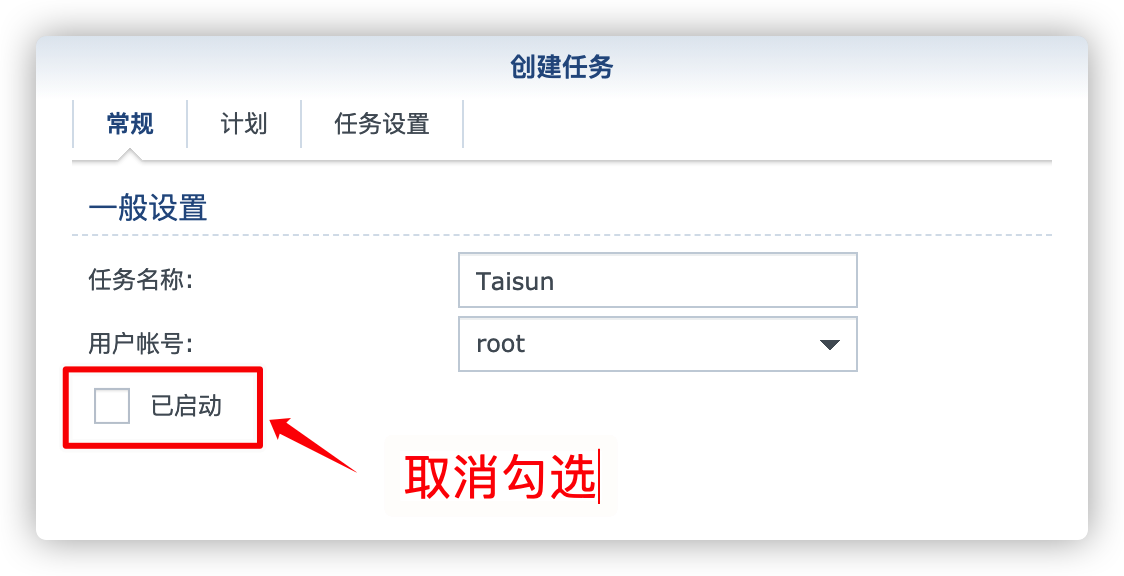 创建任务
常规 计划 任务设置
一般设置
任务名称: Taisun
用户帐号: root
已启动
取消勾选